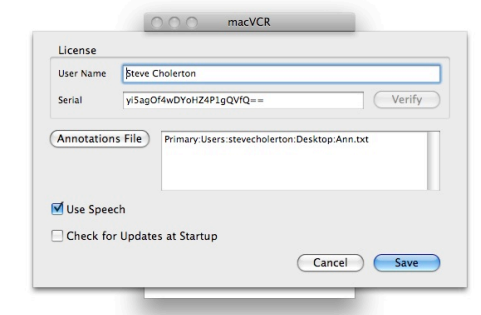 macVCR
License
User Name Steve Cholerton
Serial yi5agOf4wDYoHZ4P1gQVfQ== Verify
Annotations File Primary:Users:stevecholerton:Desktop:Ann.txt
Use Speech
Check for Updates at Startup
Cancel Save